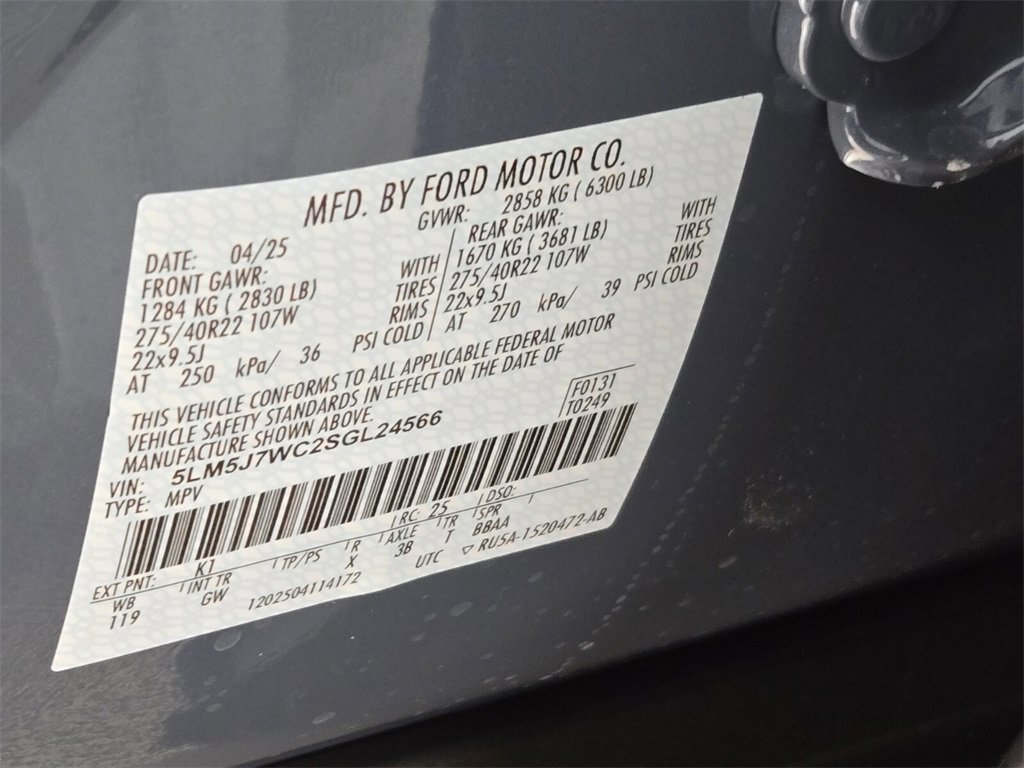 MFD. BY FORD MOTOR CO.
DATE: 04/25 GVWR: 2858 KG ( 6300 LB)
FRONT GAWR: REAR GAWR:
1284 KG ( 2830 LB) WITH 1670 KG ( 3681 LB) WITH
275/40R22 107W TIRES 275/40R22 107W TIRES
22x9.5J RIMS 22x9.5J RIMS
AT 250 kPa/ 36 PSI COLD AT 270 kPa/ 39 PSI COLD
THIS VEHICLE CONFORMS TO ALL APPLICABLE FEDERAL MOTOR
VEHICLE SAFETY STANDARDS IN EFFECT ON THE DATE OF
MANUFACTURE SHOWN ABOVE.
F0131
T0249
VIN: 5LM5J7WC2SGL24566
TYPE: MPV
EXT PNT: K1 RC: 25 DSO:
WB INT TR TP/PS R AXLE TR SPR
119 GW X 3B T BBAA
1202504114172 UTC ▽ RU5A-1520472-AB